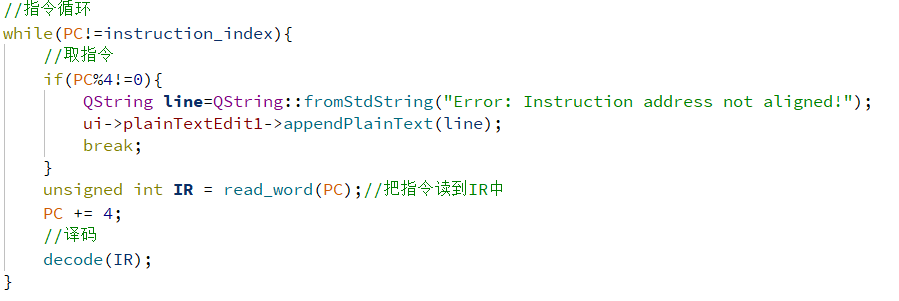 //指令循环
while(PC!=instruction_index){
//取指令
if(PC%4!=0){
QString line=QString::fromStdString("Error: Instruction address not aligned!");
ui->plainTextEdit1->appendPlainText(line);
break;
}
unsigned int IR = read_word(PC);//把指令读到IR中
PC += 4;
//译码
decode(IR);
}